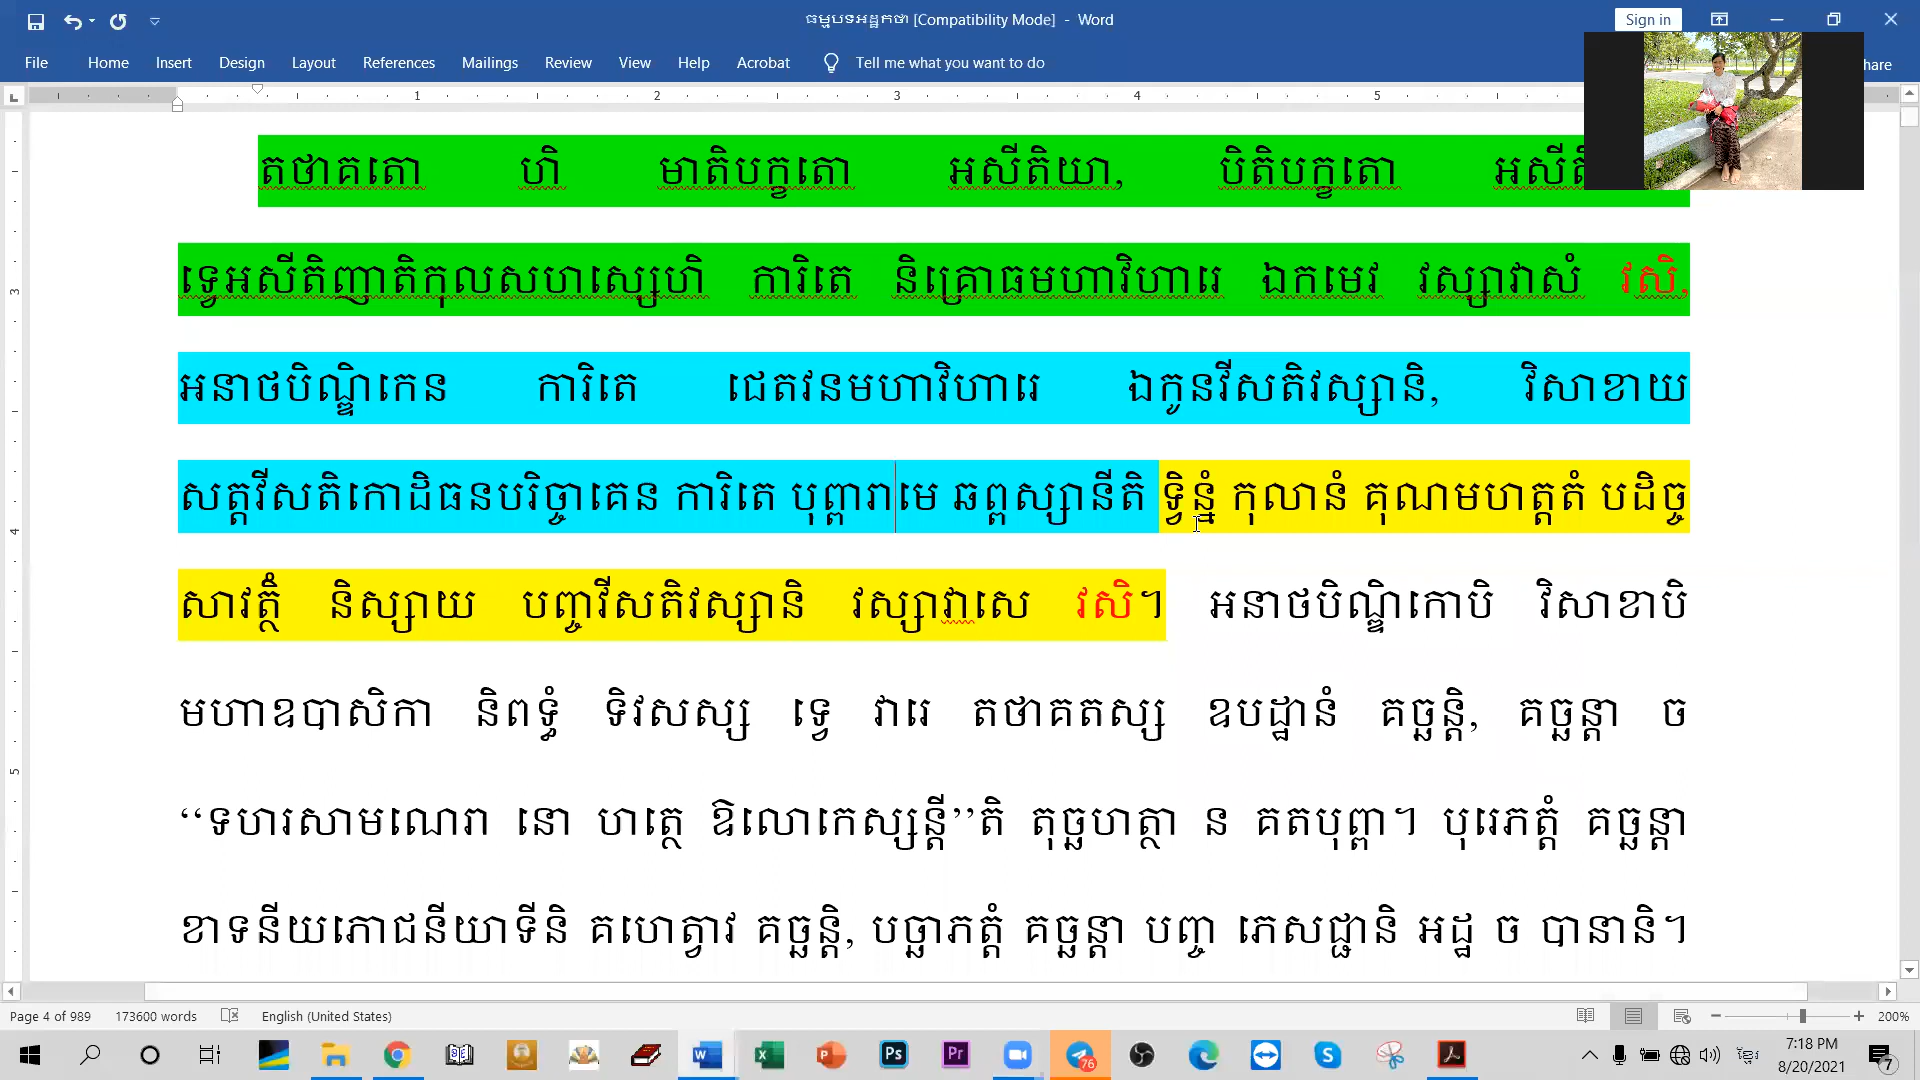 ធម្មបទអដ្ឋកថា [Compatibility Mode] - Word
Sign in
File Home Insert Design Layout References Mailings Review View Help Acrobat Tell me what you want to do hare
1 2 3 4 5
តថាគតោ ហិ មាតិបក្ខតោ អសីតិយា, បិតិបក្ខតោ
ទ្វេអសីតិញាតិកុលសហស្សេហិ ការិតេ និគ្រោធមហាវិហារេ ឯកមេវ វស្សាវាសំ វសិ,
អនាថបិណ្ឌិកេន ការិតេ ជេតវនមហាវិហារេ ឯកូនវីសតិវស្សានិ, វិសាខាយ
សត្តវីសតិកោដិធនបរិច្ចាគេន ការិតេ បុព្ពារាមេ ឆព្វស្សានីតិ ទ្វិន្នំ កុលានំ គុណមហត្តតំ បដិច្ច
សាវត្ថិំ និស្សាយ បញ្ចវីសតិវស្សានិ វស្សាវាសេ វសិ។ អនាថបិណ្ឌិកោបិ វិសាខាបិ
មហាឧបាសិកា និពទ្ធំ ទិវសស្ស ទ្វេ វារេ តថាគតស្ស ឧបដ្ឋានំ គច្ឆន្តិ, គច្ឆន្តា ច
‘‘ទហរសាមណេរា នោ ហត្ថេ ឱលោកេស្សន្តី’’តិ តុច្ឆហត្ថា ន គតបុព្ពា។ បុរេភត្តំ គច្ឆន្តា
ខាទនីយភោជនីយាទីនិ គហេត្វាវ គច្ឆន្តិ, បច្ឆាភត្តំ គច្ឆន្តា បញ្ច ភេសជ្ជានិ អដ្ឋ ច បានានិ។
Page 4 of 989 173600 words English (United States) 200%
76 ខ្មែរ 7:18 PM
8/20/2021 7